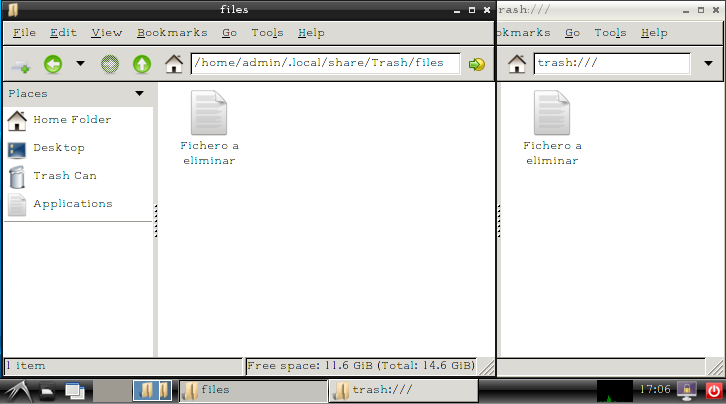 files
rash:///
File Edit View Bookmarks Go Tools Help
okmarks Go Tools Help
/home/admin/.local/share/Trash/files
trash:///
Places
Home Folder
Desktop
Trash Can
Applications
Fichero a
eliminar
Fichero a
eliminar
1 item
Free space: 11.6 GiB (Total: 14.6 GiB)
files
trash:///
17:06